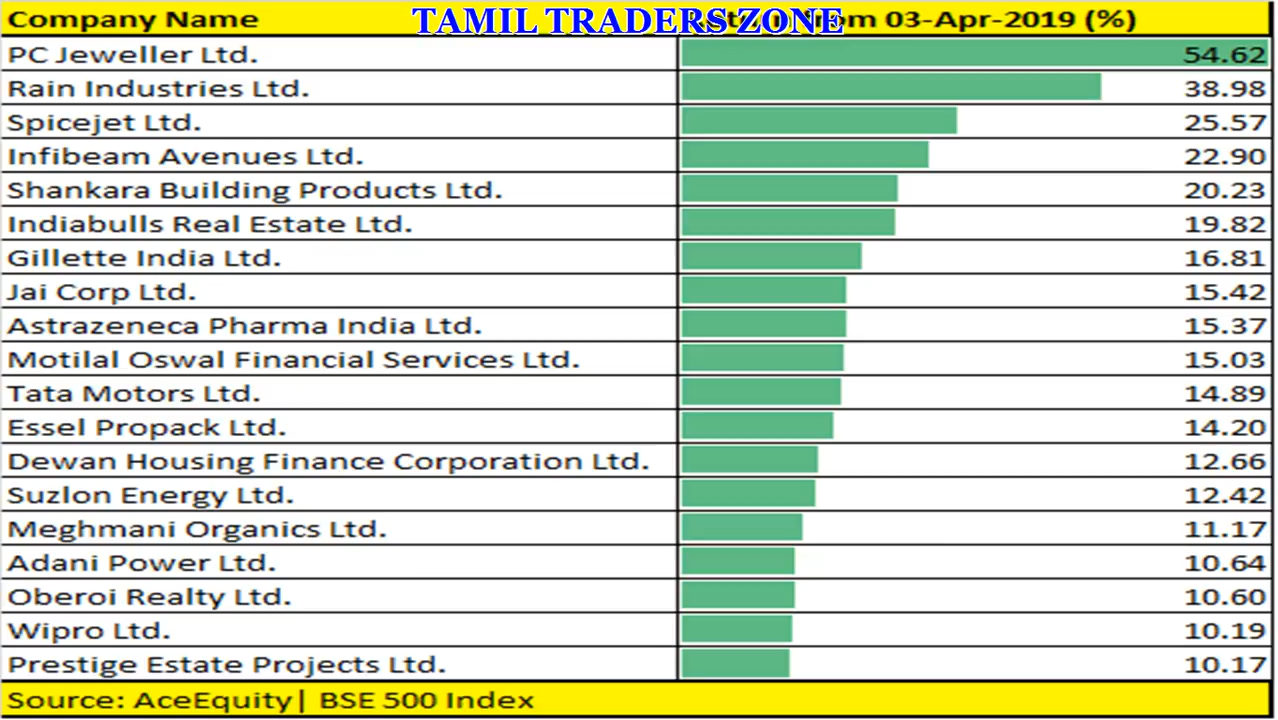 Company Name
TAMIL TRADERS ZONE
03-Apr-2019 (%)
PC Jeweller Ltd. 54.62
Rain Industries Ltd. 38.98
Spicejet Ltd. 25.57
Infibeam Avenues Ltd. 22.90
Shankara Building Products Ltd. 20.23
Indiabulls Real Estate Ltd. 19.82
Gillette India Ltd. 16.81
Jai Corp Ltd. 15.42
Astrazeneca Pharma India Ltd. 15.37
Motilal Oswal Financial Services Ltd. 15.03
Tata Motors Ltd. 14.89
Essel Propack Ltd. 14.20
Dewan Housing Finance Corporation Ltd. 12.66
Suzlon Energy Ltd. 12.42
Meghmani Organics Ltd. 11.17
Adani Power Ltd. 10.64
Oberoi Realty Ltd. 10.60
Wipro Ltd. 10.19
Prestige Estate Projects Ltd. 10.17
Source: AceEquity| BSE 500 Index